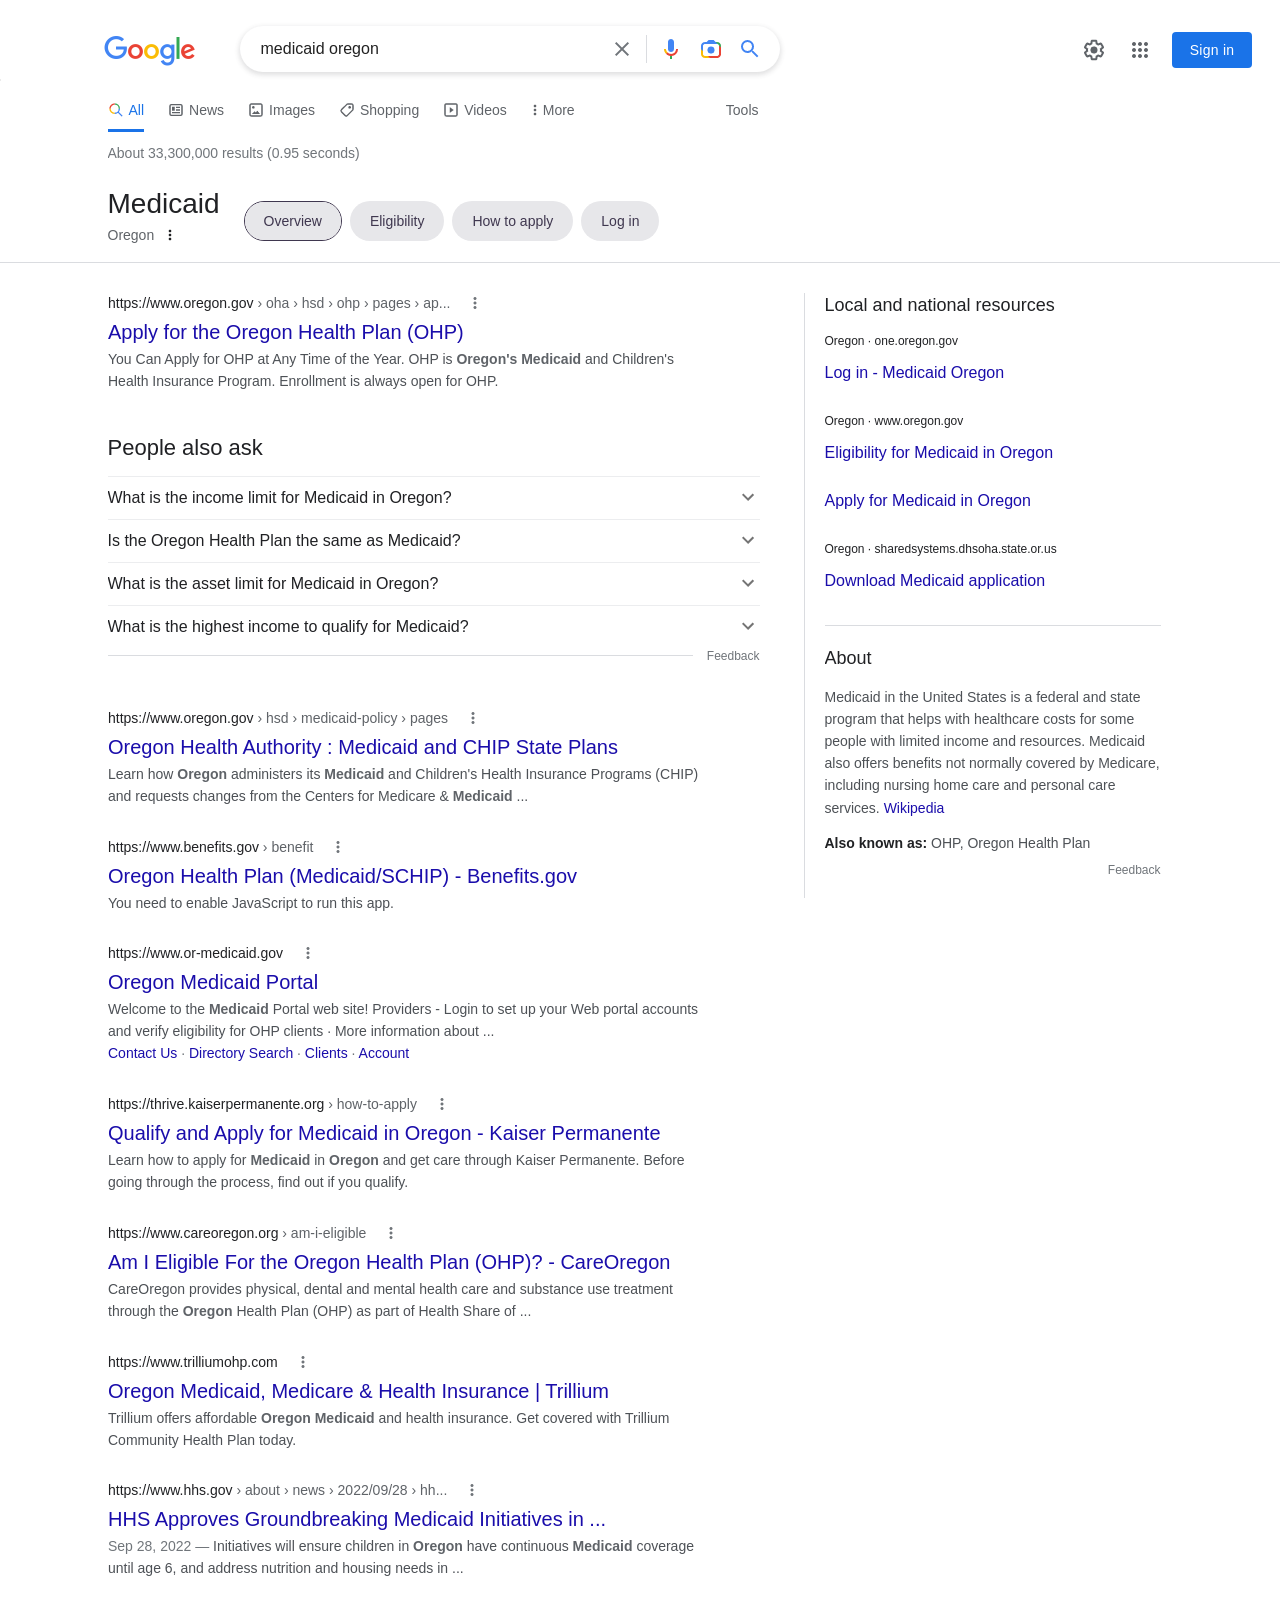 Google
medicaid oregon
Sign in
All
News
Images
Shopping
Videos
More
Tools
About 33,300,000 results (0.95 seconds)
Medicaid
Oregon
Overview
Eligibility
How to apply
Log in
https://www.oregon.gov › oha › hsd › ohp › pages › ap...
Apply for the Oregon Health Plan (OHP)
You Can Apply for OHP at Any Time of the Year. OHP is Oregon's Medicaid and Children's
Health Insurance Program. Enrollment is always open for OHP.
People also ask
What is the income limit for Medicaid in Oregon?
Is the Oregon Health Plan the same as Medicaid?
What is the asset limit for Medicaid in Oregon?
What is the highest income to qualify for Medicaid?
Feedback
https://www.oregon.gov › hsd › medicaid-policy › pages
Oregon Health Authority : Medicaid and CHIP State Plans
Learn how Oregon administers its Medicaid and Children's Health Insurance Programs (CHIP)
and requests changes from the Centers for Medicare & Medicaid ...
https://www.benefits.gov › benefit
Oregon Health Plan (Medicaid/SCHIP) - Benefits.gov
You need to enable JavaScript to run this app.
https://www.or-medicaid.gov
Oregon Medicaid Portal
Welcome to the Medicaid Portal web site! Providers - Login to set up your Web portal accounts
and verify eligibility for OHP clients · More information about ...
Contact Us · Directory Search · Clients · Account
https://thrive.kaiserpermanente.org › how-to-apply
Qualify and Apply for Medicaid in Oregon - Kaiser Permanente
Learn how to apply for Medicaid in Oregon and get care through Kaiser Permanente. Before
going through the process, find out if you qualify.
https://www.careoregon.org › am-i-eligible
Am I Eligible For the Oregon Health Plan (OHP)? - CareOregon
CareOregon provides physical, dental and mental health care and substance use treatment
through the Oregon Health Plan (OHP) as part of Health Share of ...
https://www.trilliumohp.com
Oregon Medicaid, Medicare & Health Insurance | Trillium
Trillium offers affordable Oregon Medicaid and health insurance. Get covered with Trillium
Community Health Plan today.
https://www.hhs.gov › about › news › 2022/09/28 › hh...
HHS Approves Groundbreaking Medicaid Initiatives in ...
Sep 28, 2022 — Initiatives will ensure children in Oregon have continuous Medicaid coverage
until age 6, and address nutrition and housing needs in ...
Local and national resources
Oregon · one.oregon.gov
Log in - Medicaid Oregon
Oregon · www.oregon.gov
Eligibility for Medicaid in Oregon
Apply for Medicaid in Oregon
Oregon · sharedsystems.dhsoha.state.or.us
Download Medicaid application
About
Medicaid in the United States is a federal and state
program that helps with healthcare costs for some
people with limited income and resources. Medicaid
also offers benefits not normally covered by Medicare,
including nursing home care and personal care
services. Wikipedia
Also known as: OHP, Oregon Health Plan
Feedback